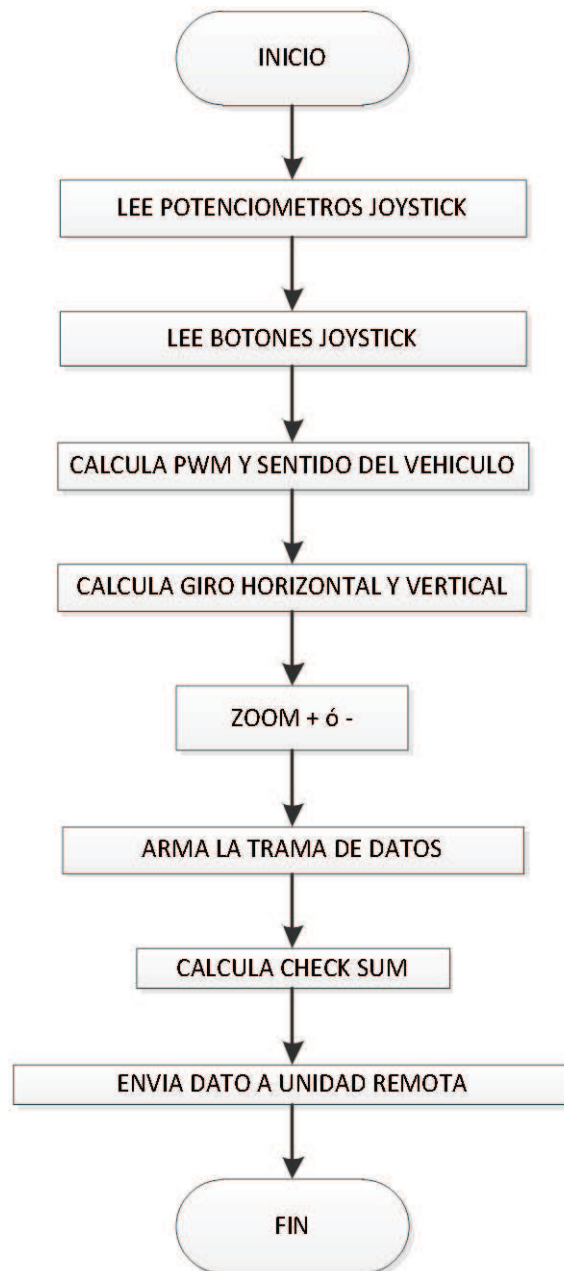 INICIO
LEE POTENCIOMETROS JOYSTICK
LEE BOTONES JOYSTICK
CALCULA PWM Y SENTIDO DEL VEHICULO
CALCULA GIRO HORIZONTAL Y VERTICAL
ZOOM + ó -
ARMA LA TRAMA DE DATOS
CALCULA CHECK SUM
ENVIA DATO A UNIDAD REMOTA
FIN